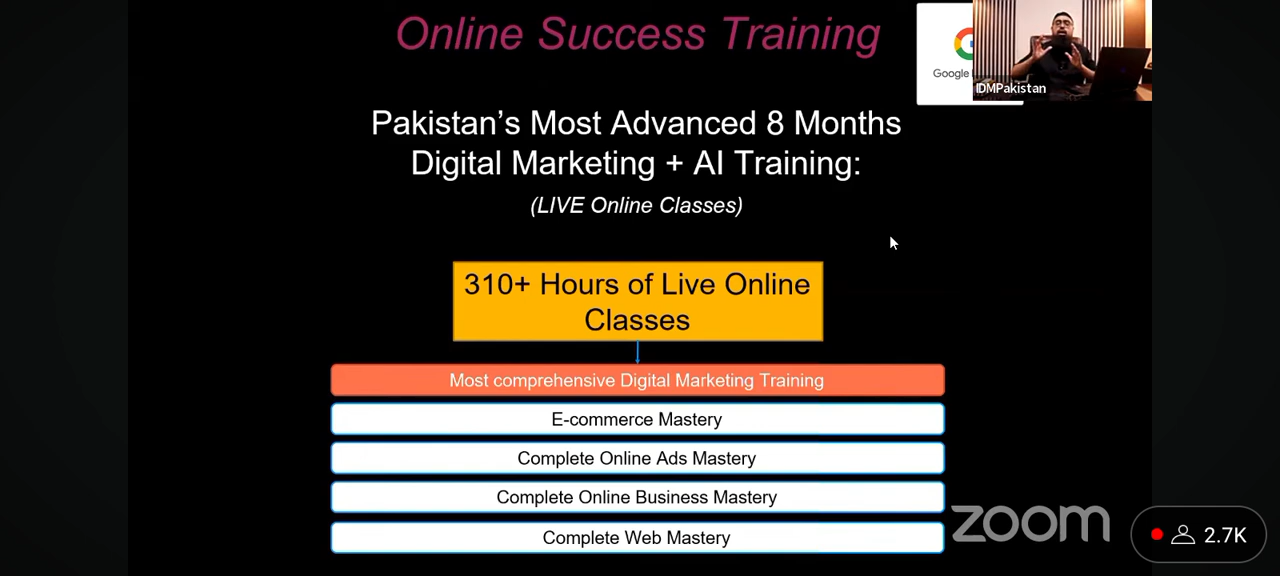 Online Success Training
Google
IDMPakistan
Pakistan's Most Advanced 8 Months
Digital Marketing + AI Training:
(LIVE Online Classes)
310+ Hours of Live Online
Classes
Most comprehensive Digital Marketing Training
E-commerce Mastery
Complete Online Ads Mastery
Complete Online Business Mastery
Complete Web Mastery
zoom
2.7K